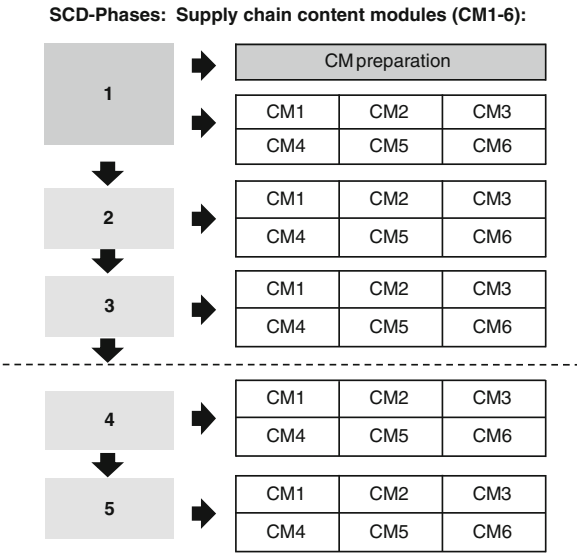 SCD-Phases: Supply chain content modules (CM1-6):
1
CM preparation
CM1 CM2 CM3
CM4 CM5 CM6
2
CM1 CM2 CM3
CM4 CM5 CM6
3
CM1 CM2 CM3
CM4 CM5 CM6
4
CM1 CM2 CM3
CM4 CM5 CM6
5
CM1 CM2 CM3
CM4 CM5 CM6